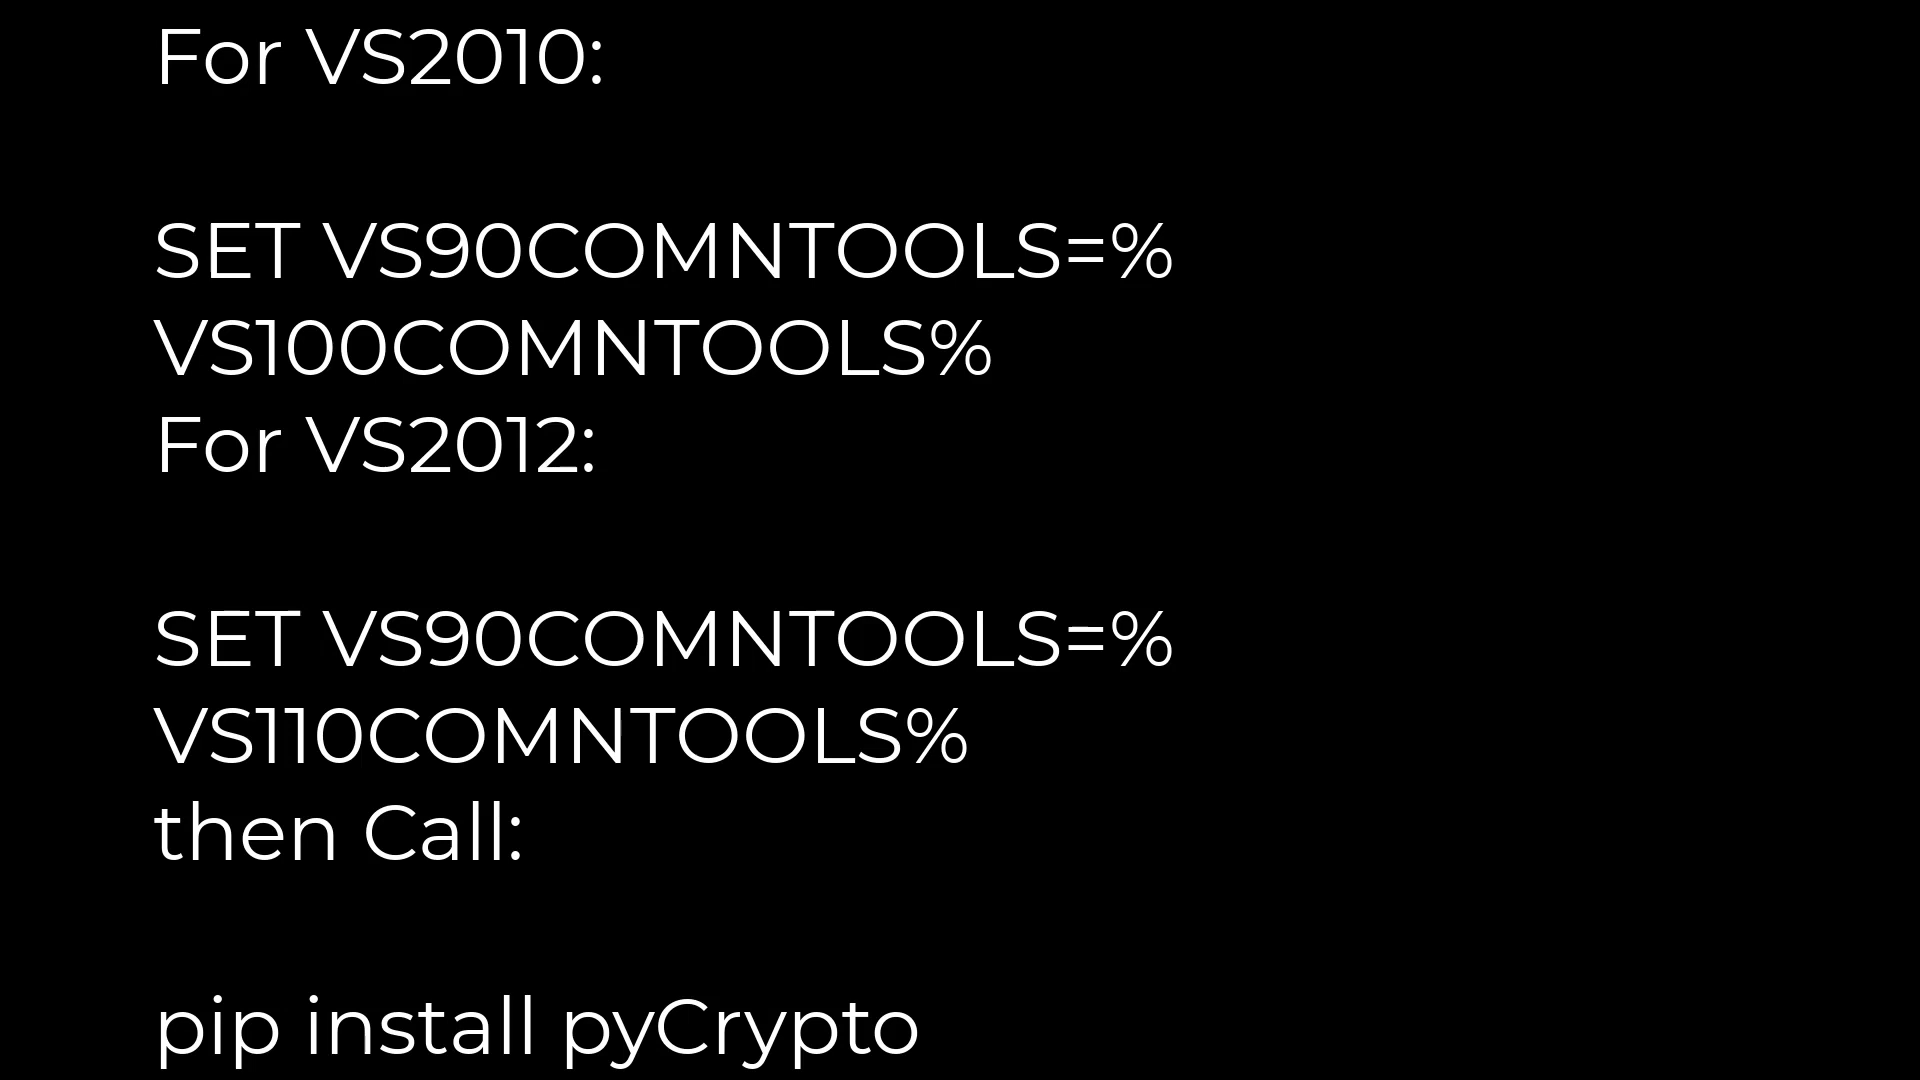 For VS2010:
SET VS90COMNTOOLS=%
VS100COMNTOOLS%
For VS2012:
SET VS90COMNTOOLS=%
VS110COMNTOOLS%
then Call:
pip install pyCrypto